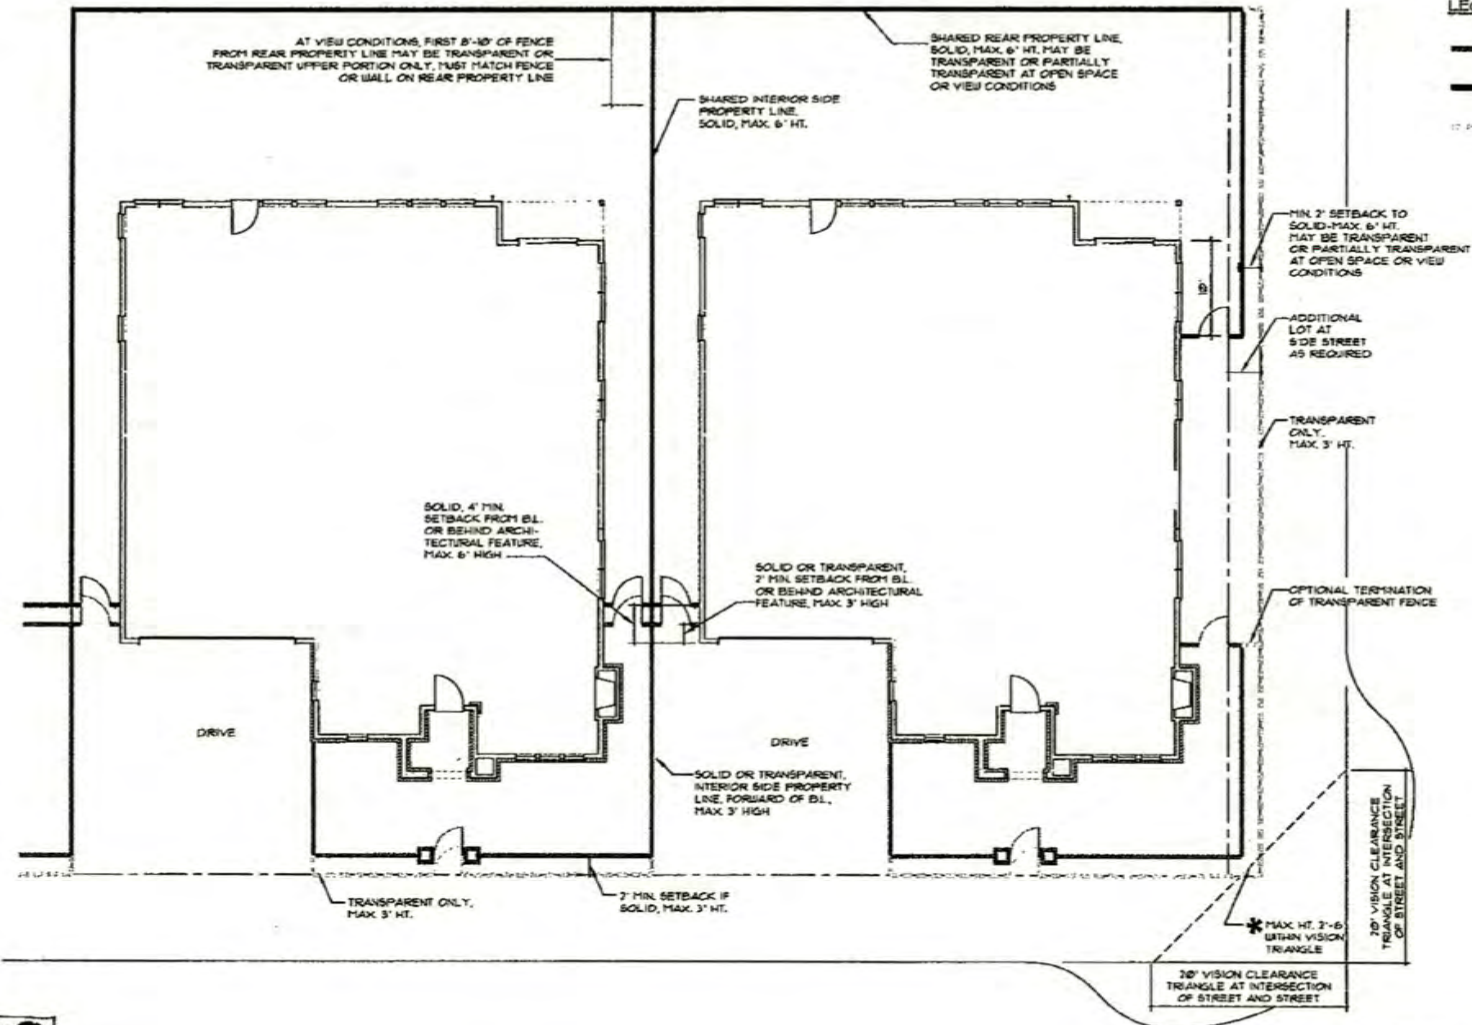 AT VIEW CONDITIONS, FIRST 8'-10' OF FENCE
FROM REAR PROPERTY LINE MAY BE TRANSPARENT OR
TRANSPARENT UPPER PORTION ONLY, MUST MATCH FENCE
OR WALL ON REAR PROPERTY LINE
SHARED REAR PROPERTY LINE,
SOLID, MAX. 6' HT. MAY BE
TRANSPARENT OR PARTIALLY
TRANSPARENT AT OPEN SPACE
OR VIEW CONDITIONS
SHARED INTERIOR SIDE
PROPERTY LINE,
SOLID, MAX. 6' HT.
MIN. 2' SETBACK TO
SOLID-MAX. 6' HT.
MAY BE TRANSPARENT
OR PARTIALLY TRANSPARENT
AT OPEN SPACE OR VIEW
CONDITIONS
10'
ADDITIONAL
LOT AT
SIDE STREET
AS REQUIRED
TRANSPARENT
ONLY,
MAX. 3' HT.
SOLID, 4' MIN.
SETBACK FROM B.L.
OR BEHIND ARCHI-
TECTURAL FEATURE,
MAX. 6' HIGH
SOLID OR TRANSPARENT,
2' MIN. SETBACK FROM B.L.
OR BEHIND ARCHITECTURAL
FEATURE, MAX. 3' HIGH
OPTIONAL TERMINATION
OF TRANSPARENT FENCE
DRIVE
DRIVE
SOLID OR TRANSPARENT,
INTERIOR SIDE PROPERTY
LINE, FORWARD OF B.L.,
MAX. 3' HIGH
TRANSPARENT ONLY,
MAX. 3' HT.
2' MIN. SETBACK IF
SOLID, MAX. 3' HT.
* MAX. HT. 2'-6
WITHIN VISION
TRIANGLE
20' VISION CLEARANCE
TRIANGLE AT INTERSECTION
OF STREET AND STREET
20' VISION CLEARANCE
TRIANGLE AT INTERSECTION
OF STREET AND STREET